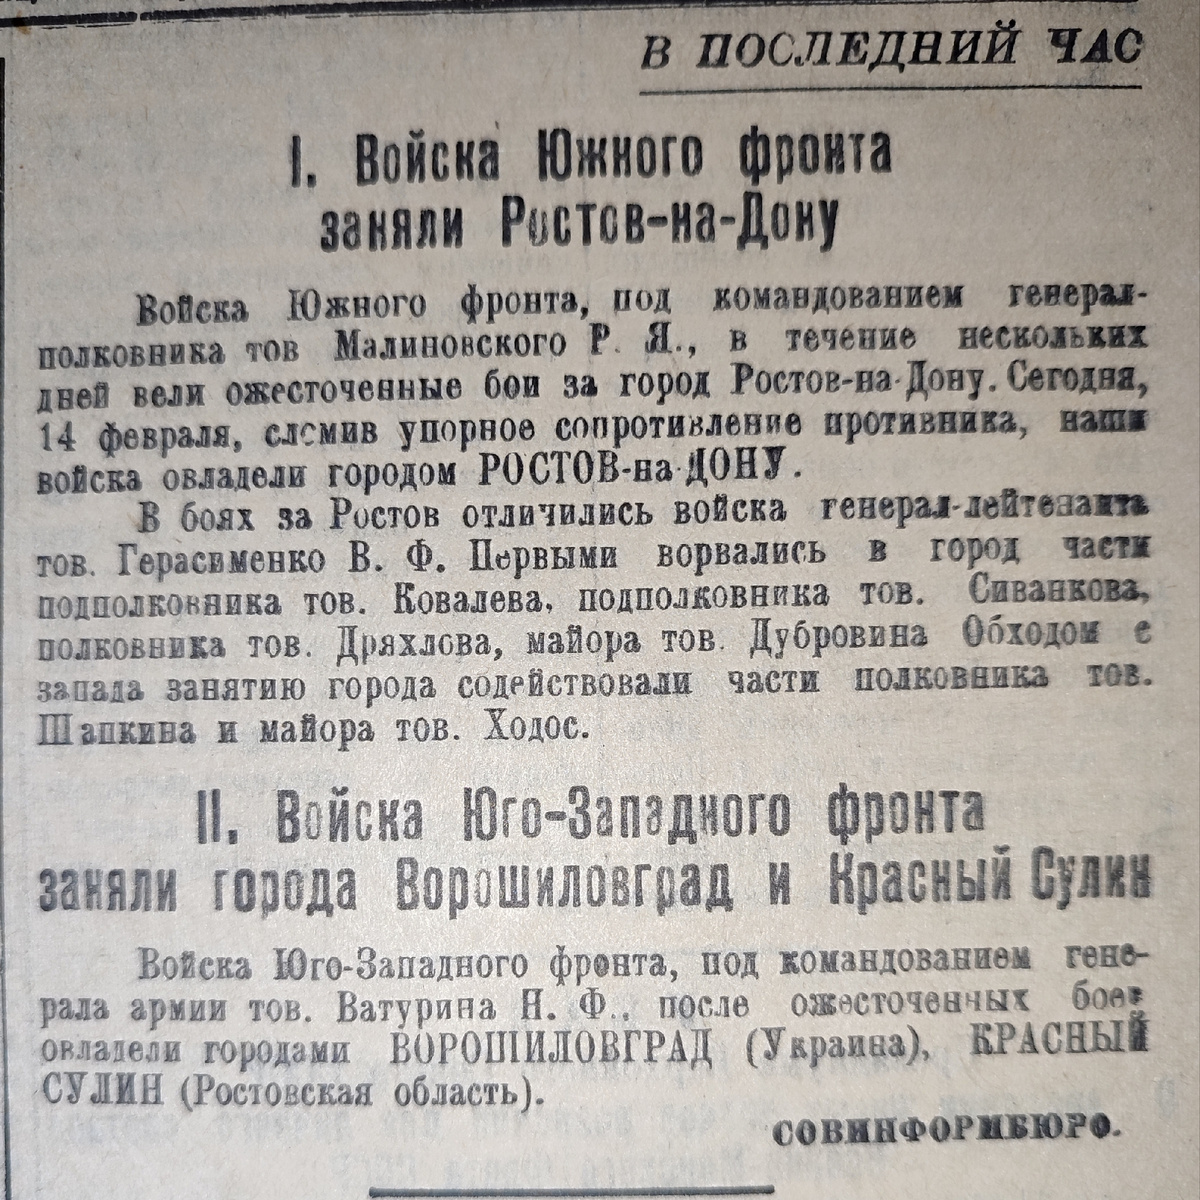 В ПОСЛЕДНИЙ ЧАС
I. Войска Южного фронта
заняли Ростов-на-Дону
Войска Южного фронта, под командованием генерал-
полковника тов Малиновского Р. Я., в течение нескольких
дней вели ожесточенные бои за город Ростов-на-Дону. Сегодня,
14 февраля, сломив упорное сопротивление противника, наши
войска овладели городом РОСТОВ-на-ДОНУ.
В боях за Ростов отличились войска генерал-лейтенанта
тов. Герасименко В. Ф. Первыми ворвались в город части
подполковника тов. Ковалева, подполковника тов. Сиванкова,
полковника тов. Дряхлова, майора тов. Дубровина Обходом с
запада занятию города содействовали части полковника тов.
Шапкина и майора тов. Ходос.
II. Войска Юго-Западного фронта
заняли города Ворошиловград и Красный Сулин
Войска Юго-Западного фронта, под командованием гене-
рала армии тов. Ватурина Н. Ф., после ожесточенных боев
овладели городами ВОРОШИЛОВГРАД (Украина), КРАСНЫЙ
СУЛИН (Ростовская область).
СОВИНФОРМБЮРО.